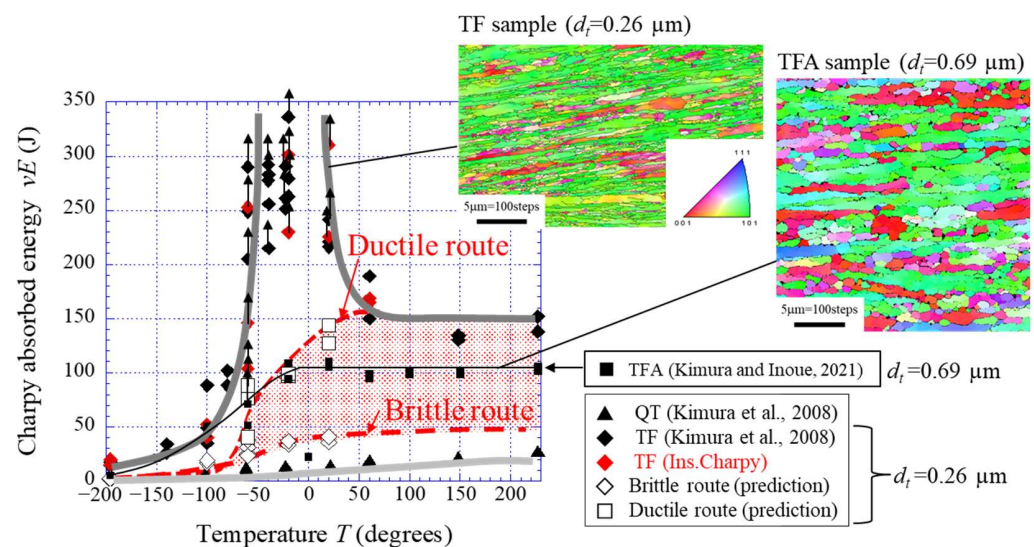 TF sample (dₜ=0.26 µm)
TFA sample (dₜ=0.69 µm)
Charpy absorbed energy vE (J)
350
300
250
200
150
100
50
0
−200
−150
−100
−50
0
50
100
150
200
Temperature T (degrees)
Ductile route
Brittle route
5µm=100steps
111
001
101
5µm=100steps
TFA (Kimura and Inoue, 2021)
dₜ=0.69 µm
QT (Kimura et al., 2008)
TF (Kimura et al., 2008)
TF (Ins.Charpy)
Brittle route (prediction)
Ductile route (prediction)
dₜ=0.26 µm